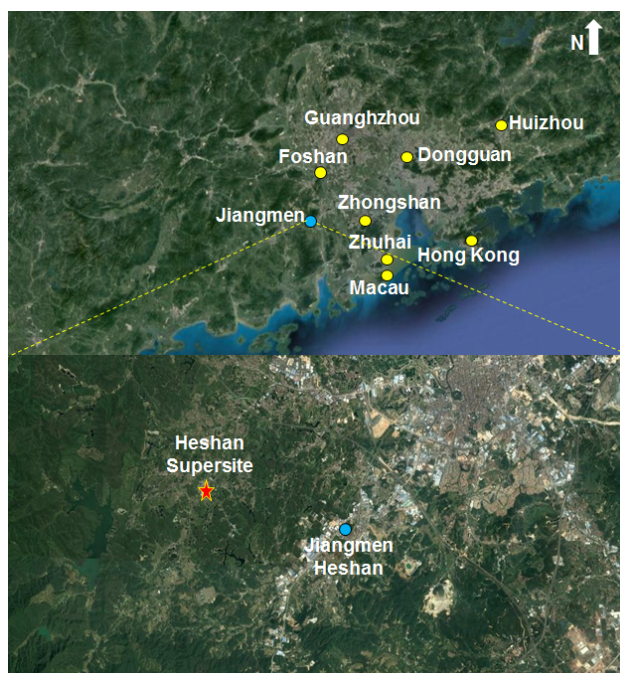 N
Guanghzhou
Huizhou
Foshan
Dongguan
Jiangmen
Zhongshan
Zhuhai
Hong Kong
Macau
Heshan
Supersite
Jiangmen
Heshan